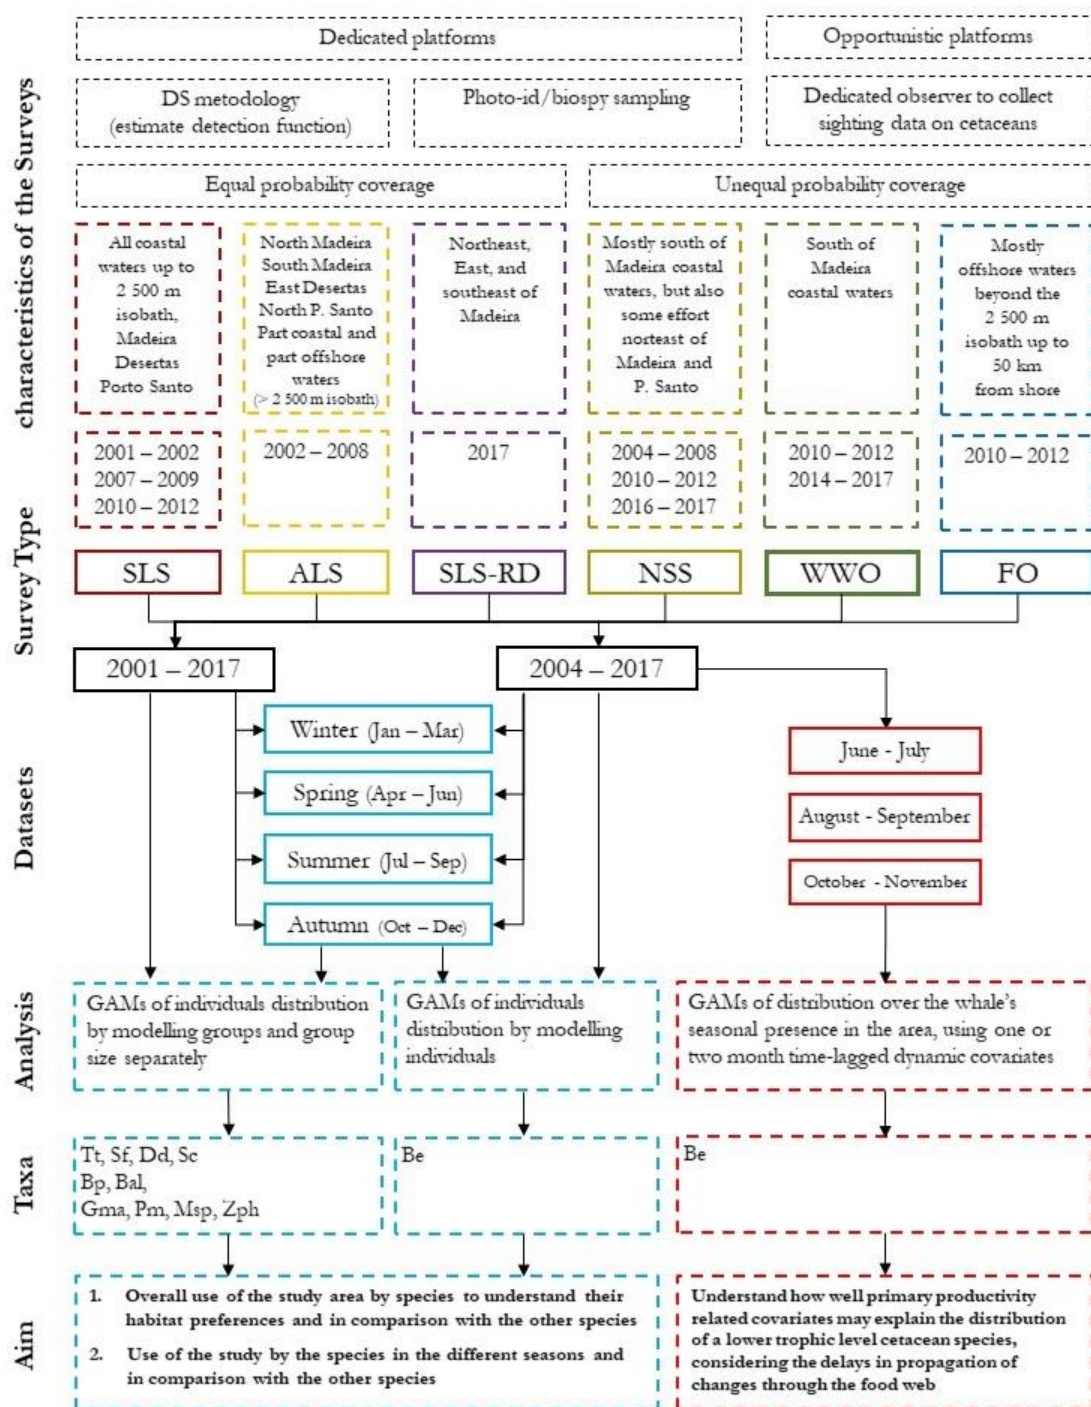 Dedicated platforms
Opportunistic platforms
DS metodology
(estimate detection function)
Photo-id/biospy sampling
Dedicated observer to collect
sighting data on cetaceans
Equal probability coverage
Unequal probability coverage
characteristics of the Surveys
All coastal
waters up to
2 500 m
isobath,
Madeira
Desertas
Porto Santo
North Madeira
South Madeira
East Desertas
North P. Santo
Part coastal and
part offshore
waters
(> 2 500 m isobath)
Northeast,
East, and
southeast of
Madeira
Mostly south of
Madeira coastal
waters, but also
some effort
norteast of
Madeira and
P. Santo
South of
Madeira
coastal waters
Mostly
offshore waters
beyond the
2 500 m
isobath up to
50 km
from shore
2001 – 2002
2007 – 2009
2010 – 2012
2002 – 2008
2017
2004 – 2008
2010 – 2012
2016 – 2017
2010 – 2012
2014 – 2017
2010 – 2012
Survey Type
SLS
ALS
SLS-RD
NSS
WWO
FO
2001 – 2017
2004 – 2017
Datasets
Winter (Jan – Mar)
Spring (Apr – Jun)
Summer (Jul – Sep)
Autumn (Oct – Dec)
June - July
August - September
October - November
Analysis
GAMs of individuals distribution
by modelling groups and group
size separately
GAMs of individuals
distribution by modelling
individuals
GAMs of distribution over the whale's
seasonal presence in the area, using one or
two month time-lagged dynamic covariates
Taxa
Tt, Sf, Dd, Sc
Bp, Bal,
Gma, Pm, Msp, Zph
Be
Be
Aim
1. Overall use of the study area by species to understand their
habitat preferences and in comparison with the other species
2. Use of the study by the species in the different seasons and
in comparison with the other species
Understand how well primary productivity
related covariates may explain the distribution
of a lower trophic level cetacean species,
considering the delays in propagation of
changes through the food web